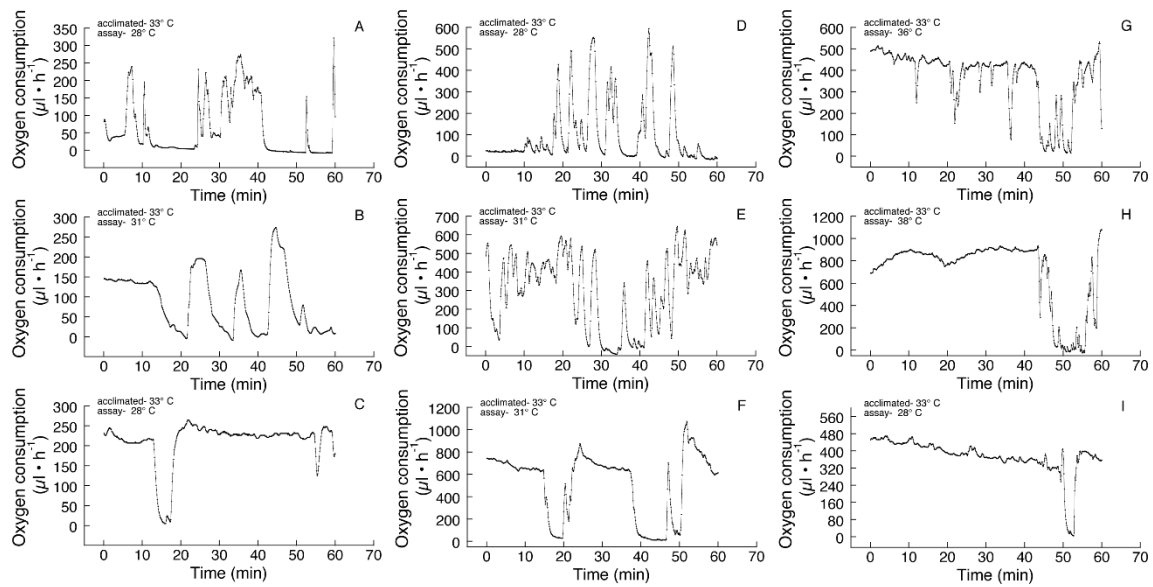 Oxygen consumption
(µl • h⁻¹)
acclimated- 33° C
assay- 28° C
A
350
300
250
200
150
100
50
0
0 10 20 30 40 50 60 70
Time (min)
Oxygen consumption
(µl • h⁻¹)
acclimated- 33° C
assay- 28° C
D
600
500
400
300
200
100
0
0 10 20 30 40 50 60 70
Time (min)
Oxygen consumption
(µl • h⁻¹)
acclimated- 33° C
assay- 36° C
G
600
500
400
300
200
100
0
0 10 20 30 40 50 60 70
Time (min)
Oxygen consumption
(µl • h⁻¹)
acclimated- 33° C
assay- 31° C
B
300
250
200
150
100
50
0
0 10 20 30 40 50 60 70
Time (min)
Oxygen consumption
(µl • h⁻¹)
acclimated- 33° C
assay- 31° C
E
700
600
500
400
300
600
100
0
0 10 20 30 40 50 60 70
Time (min)
Oxygen consumption
(µl • h⁻¹)
acclimated- 33° C
assay- 38° C
H
1200
1000
800
600
400
200
0
0 10 20 30 40 50 60 70
Time (min)
Oxygen consumption
(µl • h⁻¹)
acclimated- 33° C
assay- 28° C
C
300
250
200
150
100
50
0
0 10 20 30 40 50 60 70
Time (min)
Oxygen consumption
(µl • h⁻¹)
acclimated- 33° C
assay- 31° C
F
1200
1000
800
600
400
200
0
0 10 20 30 40 50 60 70
Time (min)
Oxygen consumption
(µl • h⁻¹)
acclimated- 33° C
assay- 28° C
I
560
480
400
320
240
160
80
0
0 10 20 30 40 50 60 70
Time (min)